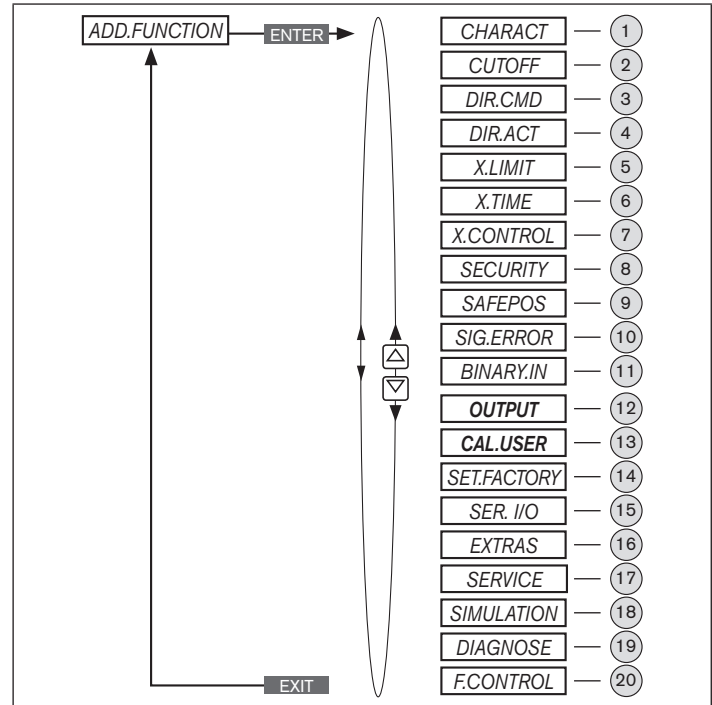 ADD.FUNCTION ENTER CHARACT 1
CUTOFF 2
DIR.CMD 3
DIR.ACT 4
X.LIMIT 5
X.TIME 6
X.CONTROL 7
SECURITY 8
SAFEPOS 9
SIG.ERROR 10
BINARY.IN 11
OUTPUT 12
CAL.USER 13
SET.FACTORY 14
SER. I/O 15
EXTRAS 16
SERVICE 17
SIMULATION 18
DIAGNOSE 19
EXIT F.CONTROL 20